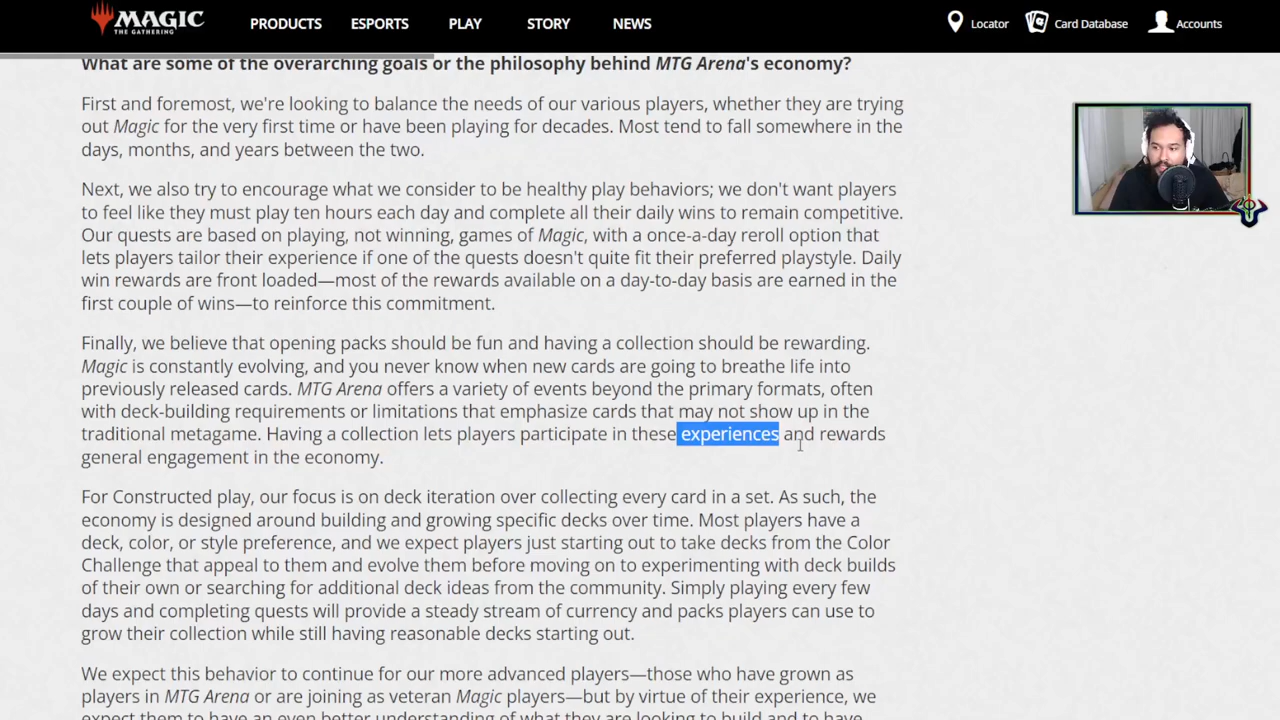 MAGIC
THE GATHERING
PRODUCTS
ESPORTS
PLAY
STORY
NEWS
Locator
Card Database
Accounts
What are some of the overarching goals or the philosophy behind MTG Arena's economy?
First and foremost, we're looking to balance the needs of our various players, whether they are trying
out Magic for the very first time or have been playing for decades. Most tend to fall somewhere in the
days, months, and years between the two.
Next, we also try to encourage what we consider to be healthy play behaviors; we don't want players
to feel like they must play ten hours each day and complete all their daily wins to remain competitive.
Our quests are based on playing, not winning, games of Magic, with a once-a-day reroll option that
lets players tailor their experience if one of the quests doesn't quite fit their preferred playstyle. Daily
win rewards are front loaded—most of the rewards available on a day-to-day basis are earned in the
first couple of wins—to reinforce this commitment.
Finally, we believe that opening packs should be fun and having a collection should be rewarding.
Magic is constantly evolving, and you never know when new cards are going to breathe life into
previously released cards. MTG Arena offers a variety of events beyond the primary formats, often
with deck-building requirements or limitations that emphasize cards that may not show up in the
traditional metagame. Having a collection lets players participate in these experiences and rewards
general engagement in the economy.
For Constructed play, our focus is on deck iteration over collecting every card in a set. As such, the
economy is designed around building and growing specific decks over time. Most players have a
deck, color, or style preference, and we expect players just starting out to take decks from the Color
Challenge that appeal to them and evolve them before moving on to experimenting with deck builds
of their own or searching for additional deck ideas from the community. Simply playing every few
days and completing quests will provide a steady stream of currency and packs players can use to
grow their collection while still having reasonable decks starting out.
We expect this behavior to continue for our more advanced players—those who have grown as
players in MTG Arena or are joining as veteran Magic players—but by virtue of their experience, we
expect them to have an even better understanding of what they are looking to build and to have